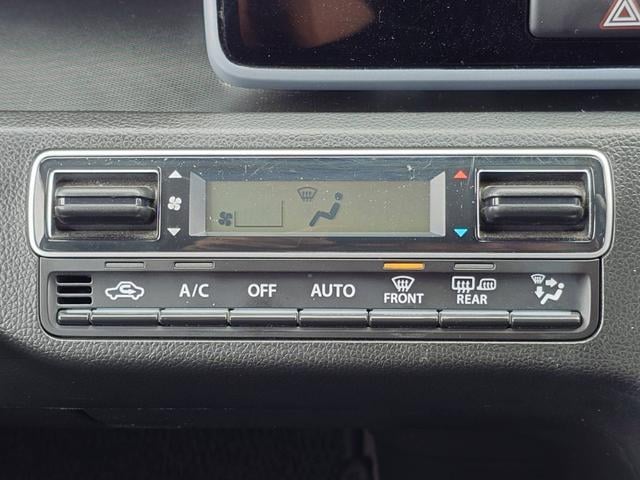 A/C OFF AUTO FRONT REAR